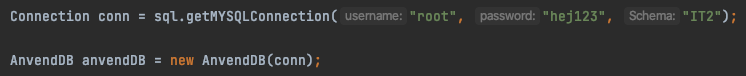 Connection conn = sql.getMYSQLConnection( username: "root", password: "hej123", Schema: "IT2");
AnvendDB anvendDB = new AnvendDB(conn);